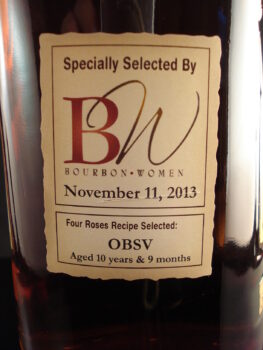 Specially Selected By
BW
BOURBON • WOMEN
November 11, 2013
Four Roses Recipe Selected:
OBSV
Aged 10 years & 9 months